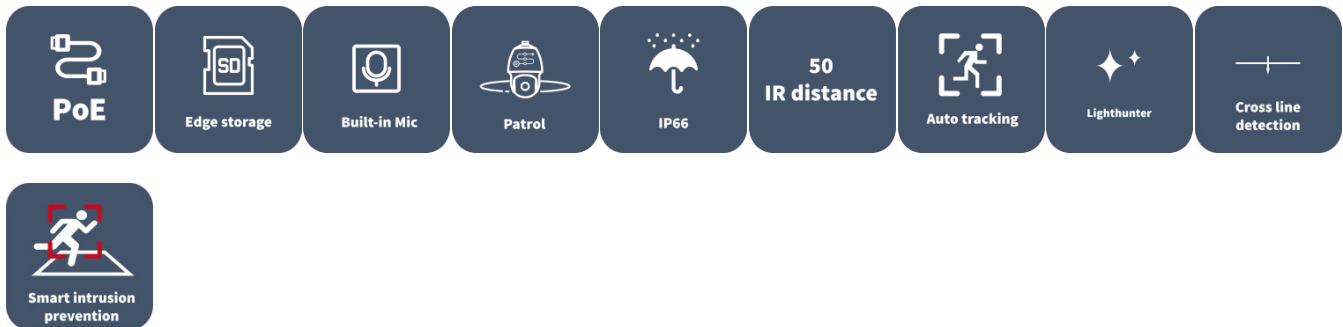 PoE
SD
Edge storage
Built-in Mic
Patrol
IP66
50
IR distance
Auto tracking
Lighthunter
Cross line
detection
Smart intrusion
prevention